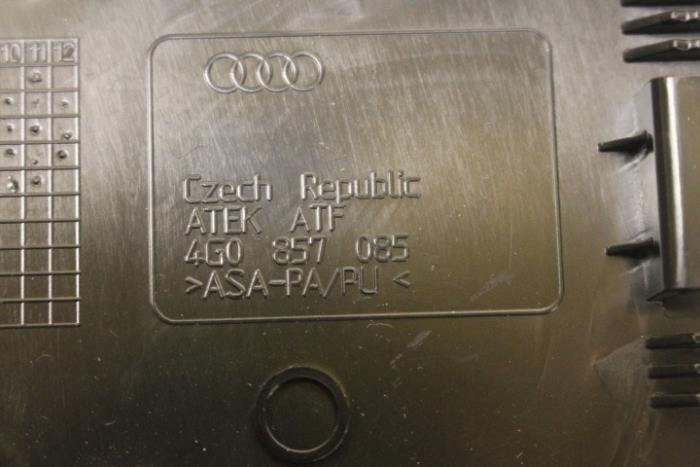 10 11 12
Czech Republic
ATEK ATF
4G0 857 085
>ASA-PA/PU<